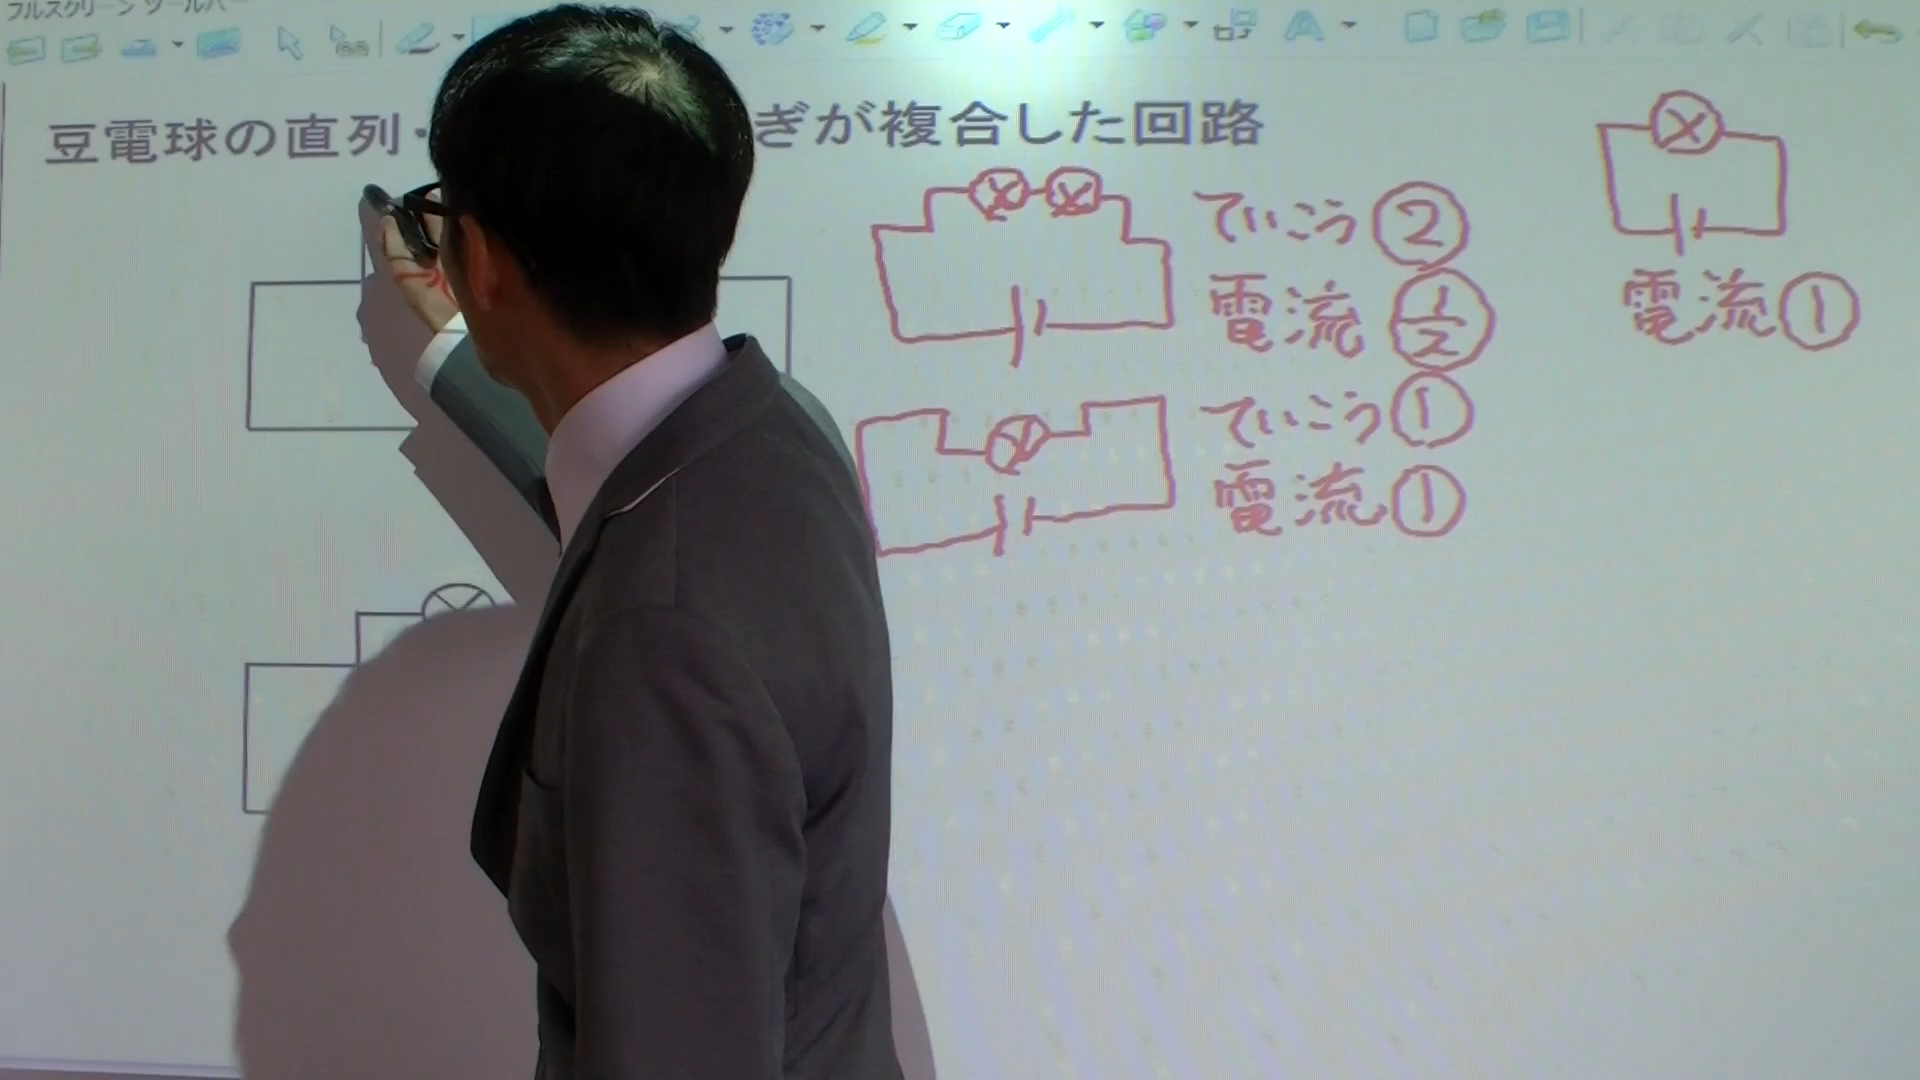 フルスクリーン ツールバー
豆電球の直列・ ぎが複合した回路
ていこう②
電流 1/2
ていこう①
電流①
電流①